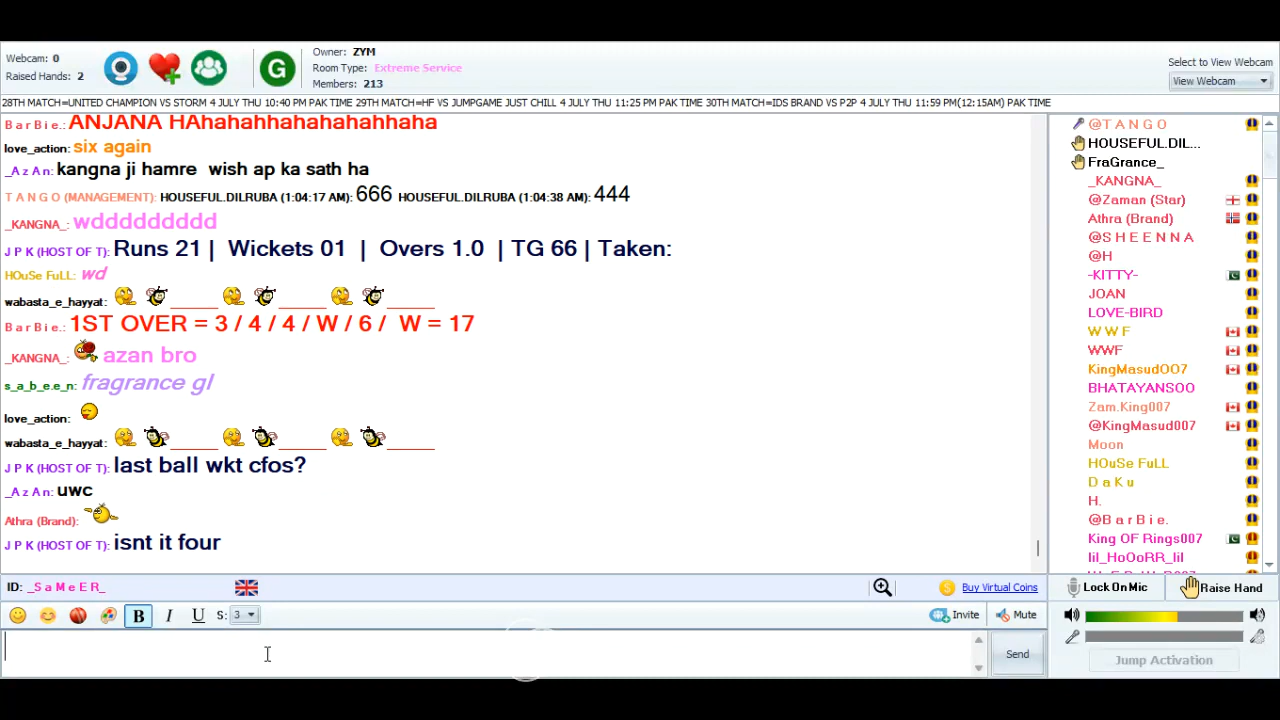 Webcam: 0
Raised Hands: 2
G
Owner: ZYM
Room Type: Extreme Service
Members: 213
Select to View Webcam
View Webcam
28TH MATCH=UNITED CHAMPION VS STORM 4 JULY THU 10:40 PM PAK TIME 29TH MATCH=HF VS JUMPGAME JUST CHILL 4 JULY THU 11:25 PM PAK TIME 30TH MATCH=IDS BRAND VS P2P 4 JULY THU 11:59 PM(12:15AM) PAK TIME
B a r B i e .: ANJANA HAhahahhahahahahhaha
love_action: six again
_A z A n: kangna ji hamre wish ap ka sath ha
T A N G O (MANAGEMENT): HOUSEFUL.DILRUBA (1:04:17 AM): 666 HOUSEFUL.DILRUBA (1:04:38 AM): 444
_KANGNA_: wddddddddd
J P K (HOST OF T): Runs 21 | Wickets 01 | Overs 1.0 | TG 66 | Taken:
HOuSe FuLL: wd
wabasta_e_hayyat: _____ _____ _____
B a r B i e .: 1ST OVER = 3 / 4 / 4 / W / 6 / W = 17
_KANGNA_: azan bro
s_a_b_e_e_n: fragrance gl
love_action:
wabasta_e_hayyat: _____ _____ _____
J P K (HOST OF T): last ball wkt cfos?
_A z A n: uwc
Athra (Brand):
J P K (HOST OF T): isnt it four
@T A N G O
HOUSEFUL.DIL...
FraGrance_
_KANGNA_
@Zaman (Star)
Athra (Brand)
@S H E E N N A
@H
-KITTY-
JOAN
LOVE-BIRD
W W F
WWF
KingMasudOO7
BHATAYANSOO
Zam.King007
@KingMasud007
Moon
HOuSe FuLL
D a K u
H.
@B a r B i e .
King OF Rings007
lil_HoOoRR_lil
ID: _S a M e E R_
Buy Virtual Coins
Lock On Mic
Raise Hand
B I U S: 3
Invite
Mute
Send
Jump Activation